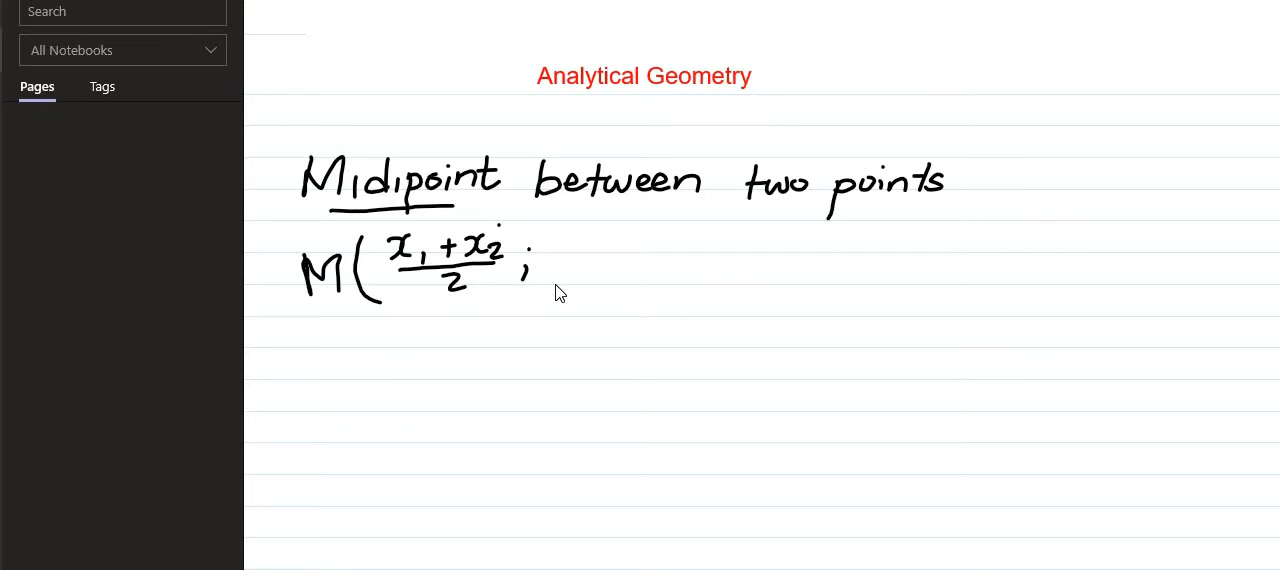 Search
All Notebooks
Pages Tags
Analytical Geometry
Midpoint between two points
M( x₁ + x₂ / 2 ;